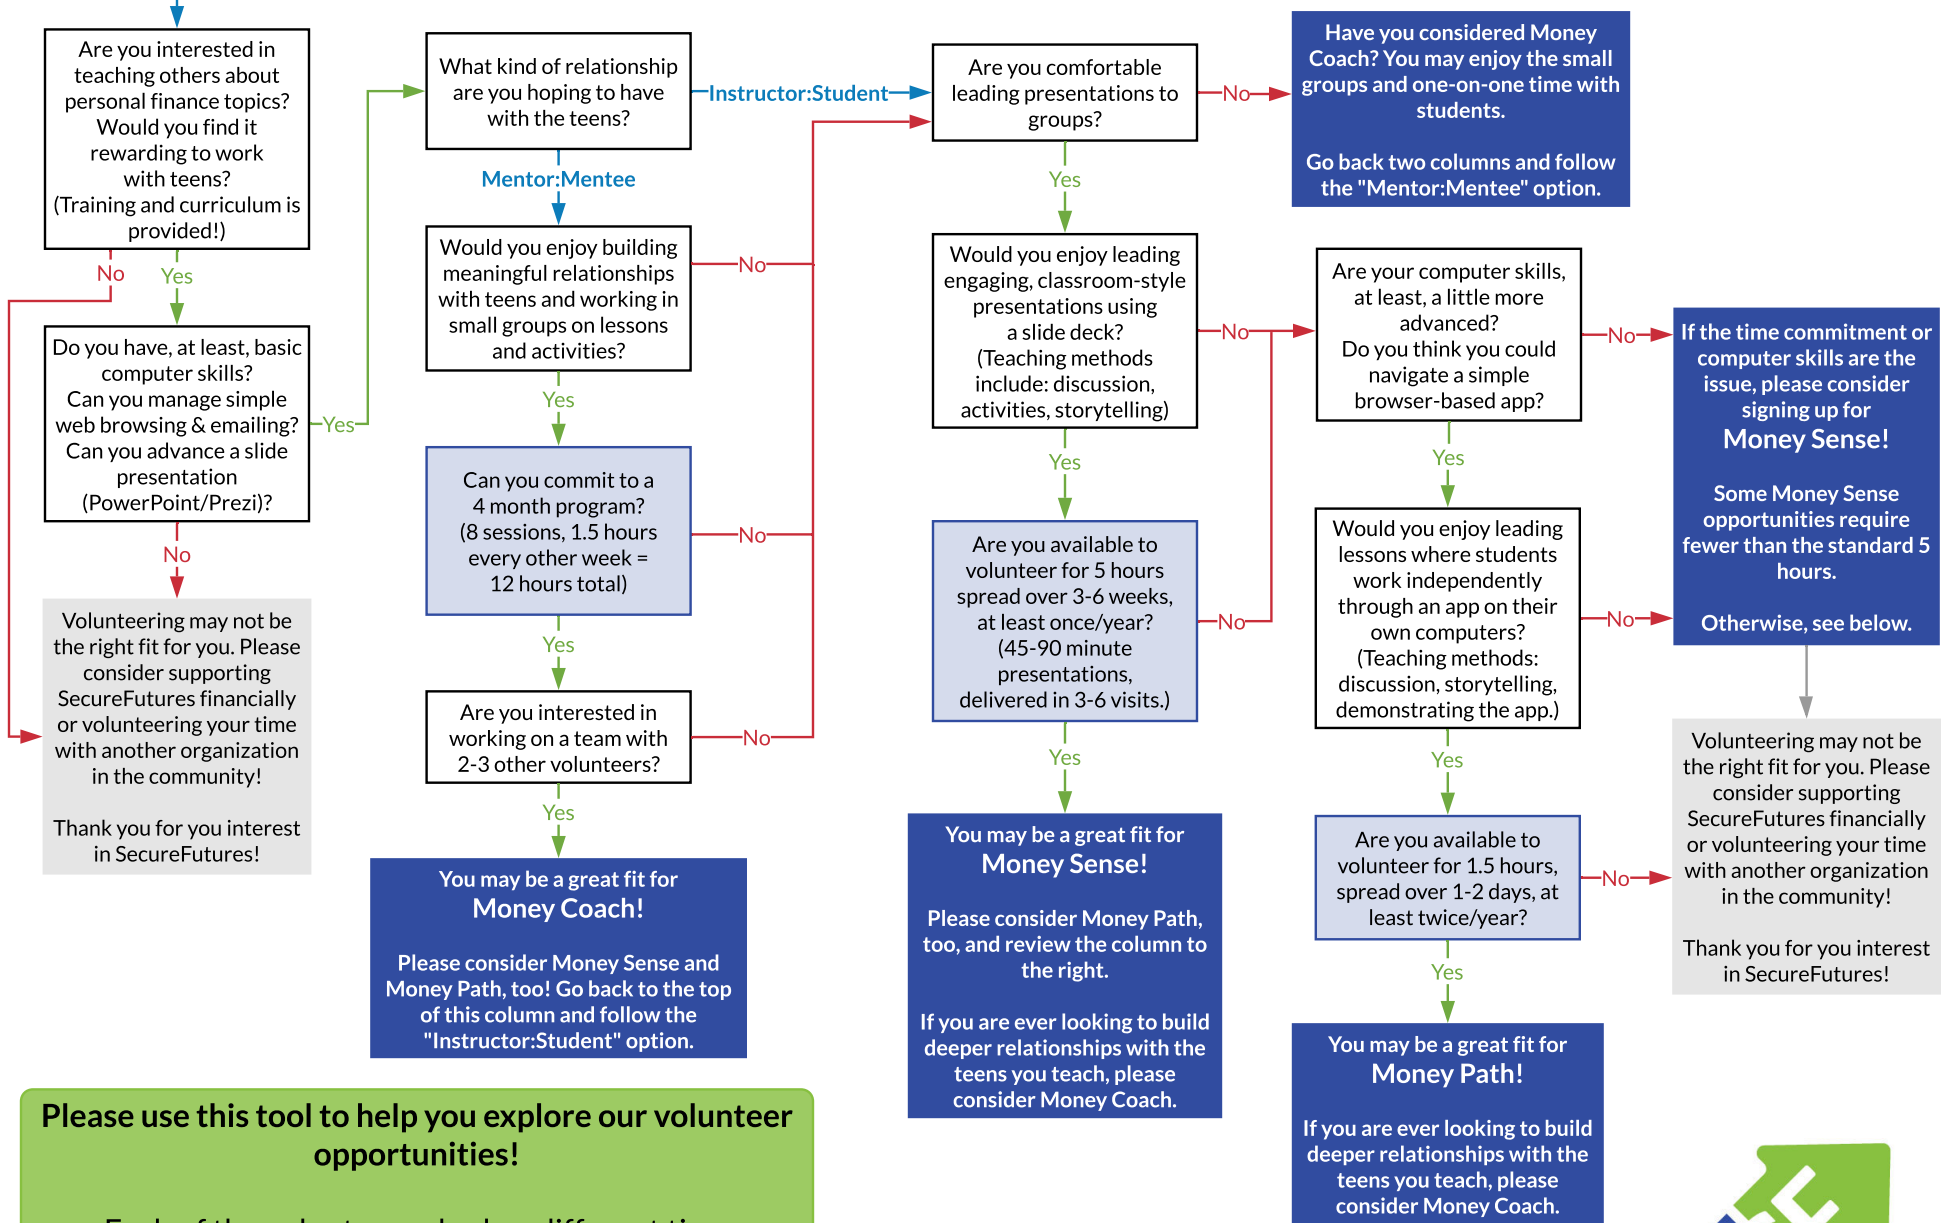 Are you interested in
teaching others about
personal finance topics?
Would you find it
rewarding to work
with teens?
(Training and curriculum is
provided!)
No
Yes
Do you have, at least, basic
computer skills?
Can you manage simple
web browsing & emailing?
Can you advance a slide
presentation
(PowerPoint/Prezi)?
Yes
No
Volunteering may not be
the right fit for you. Please
consider supporting
SecureFutures financially
or volunteering your time
with another organization
in the community!
Thank you for you interest
in SecureFutures!
What kind of relationship
are you hoping to have
with the teens?
Instructor:Student
Mentor:Mentee
Would you enjoy building
meaningful relationships
with teens and working in
small groups on lessons
and activities?
No
Yes
Can you commit to a
4 month program?
(8 sessions, 1.5 hours
every other week =
12 hours total)
No
Yes
Are you interested in
working on a team with
2-3 other volunteers?
No
Yes
You may be a great fit for
Money Coach!
Please consider Money Sense and
Money Path, too! Go back to the top
of this column and follow the
"Instructor:Student" option.
Are you comfortable
leading presentations to
groups?
No
Yes
Have you considered Money
Coach? You may enjoy the small
groups and one-on-one time with
students.
Go back two columns and follow
the "Mentor:Mentee" option.
Would you enjoy leading
engaging, classroom-style
presentations using
a slide deck?
(Teaching methods
include: discussion,
activities, storytelling)
No
Yes
Are you available to
volunteer for 5 hours
spread over 3-6 weeks,
at least once/year?
(45-90 minute
presentations,
delivered in 3-6 visits.)
No
Yes
You may be a great fit for
Money Sense!
Please consider Money Path,
too, and review the column to
the right.
If you are ever looking to build
deeper relationships with the
teens you teach, please
consider Money Coach.
Are your computer skills,
at least, a little more
advanced?
Do you think you could
navigate a simple
browser-based app?
No
Yes
Would you enjoy leading
lessons where students
work independently
through an app on their
own computers?
(Teaching methods:
discussion, storytelling,
demonstrating the app.)
No
Yes
Are you available to
volunteer for 1.5 hours,
spread over 1-2 days, at
least twice/year?
No
Yes
You may be a great fit for
Money Path!
If you are ever looking to build
deeper relationships with the
teens you teach, please
consider Money Coach.
If the time commitment or
computer skills are the
issue, please consider
signing up for
Money Sense!
Some Money Sense
opportunities require
fewer than the standard 5
hours.
Otherwise, see below.
Volunteering may not be
the right fit for you. Please
consider supporting
SecureFutures financially
or volunteering your time
with another organization
in the community!
Thank you for you interest
in SecureFutures!
Please use this tool to help you explore our volunteer
opportunities!